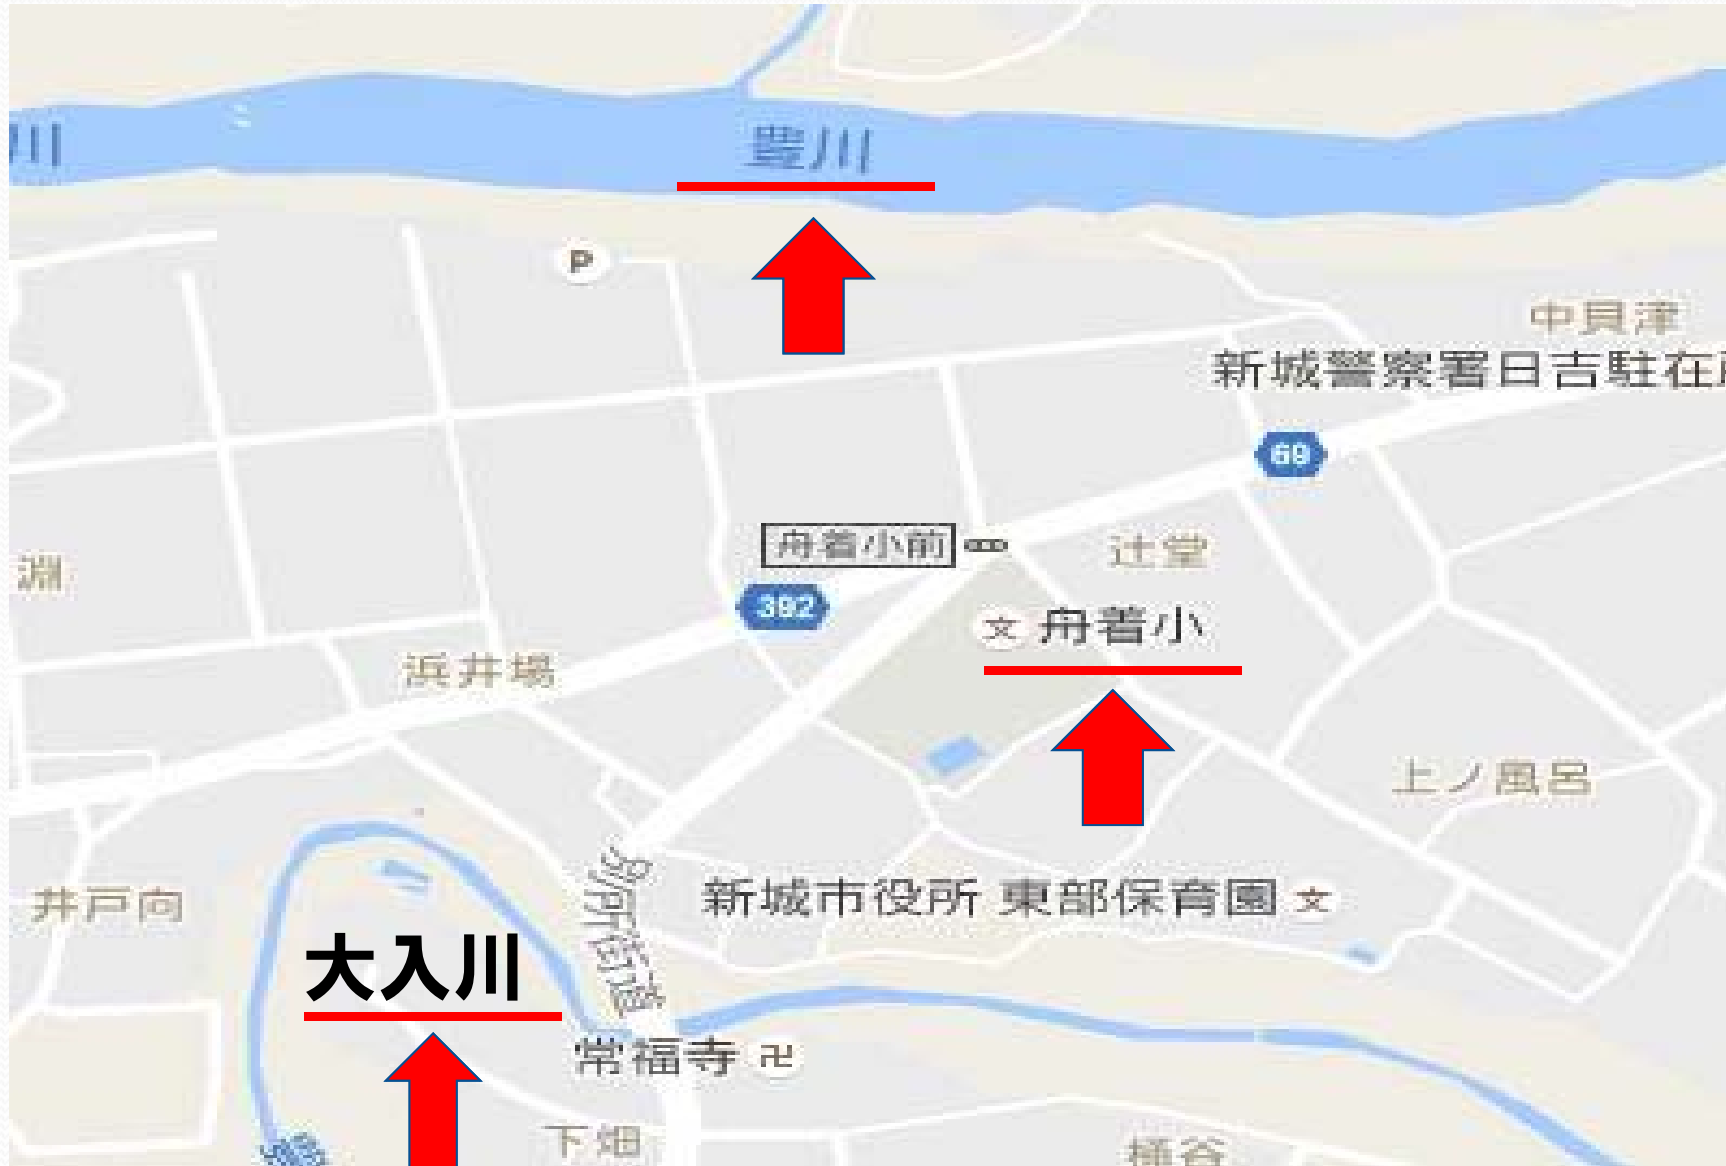 川
豊川
P
中貝津
新城警察署日吉駐在
69
舟着小前
辻堂
淵
392
文 舟着小
浜井場
上ノ風呂
別所街道
新城市役所 東部保育園 文
井戸向
大入川
常福寺 卍
下畑
樋谷